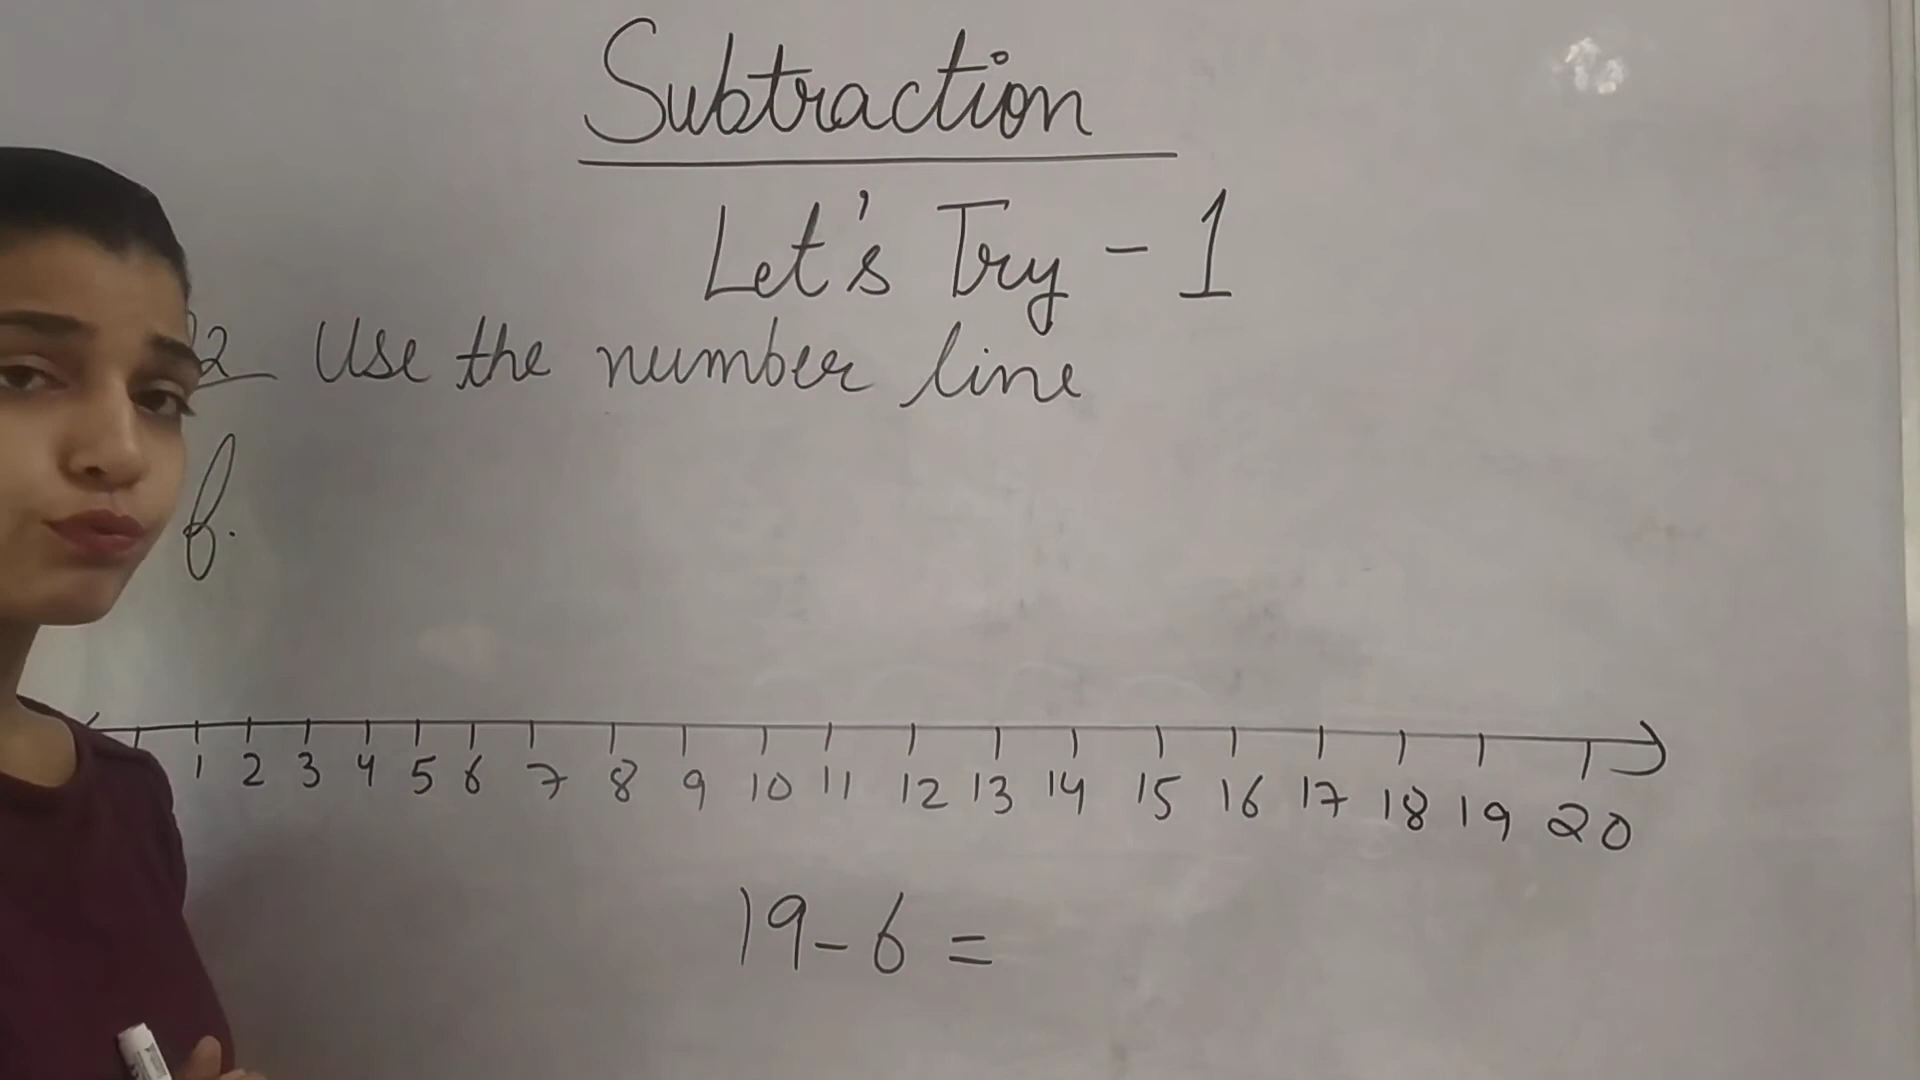 Subtraction
Let's Try - 1
2 Use the number line
f.
1 2 3 4 5 6 7 8 9 10 11 12 13 14 15 16 17 18 19 20
19 - 6 =